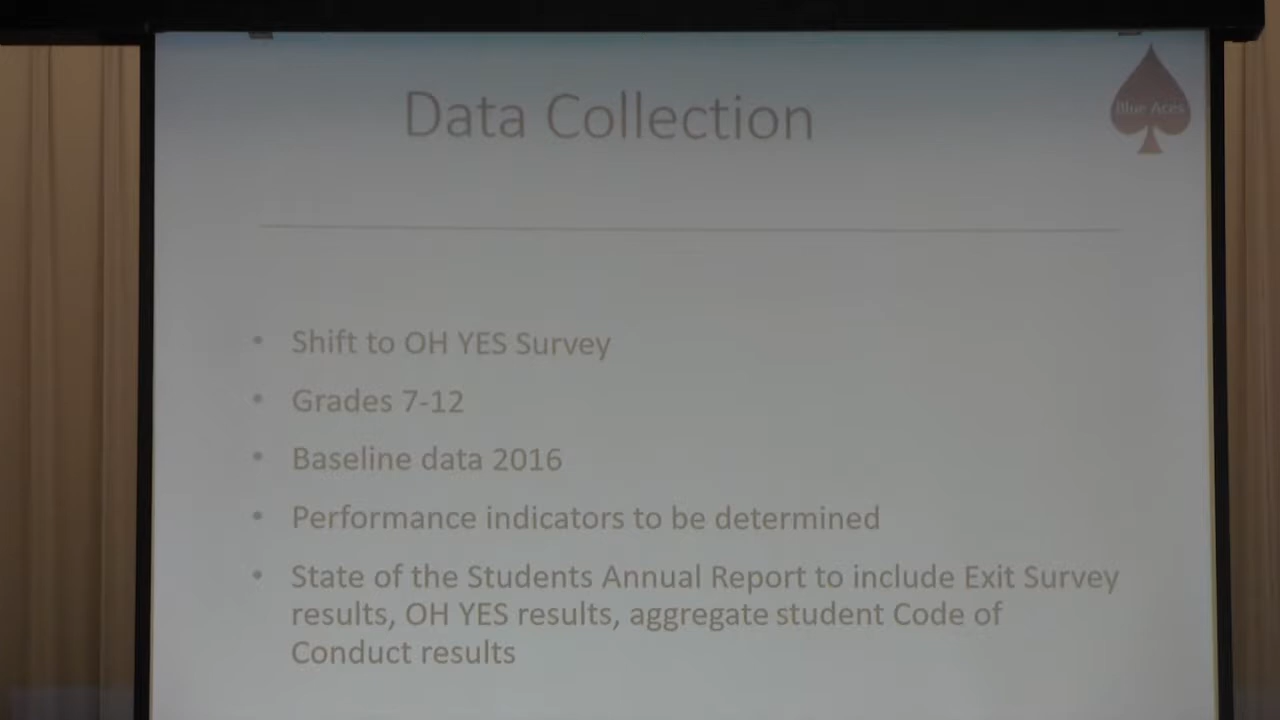 Data Collection
Blue Aces
• Shift to OH YES Survey
• Grades 7-12
• Baseline data 2016
• Performance indicators to be determined
• State of the Students Annual Report to include Exit Survey
results, OH YES results, aggregate student Code of
Conduct results